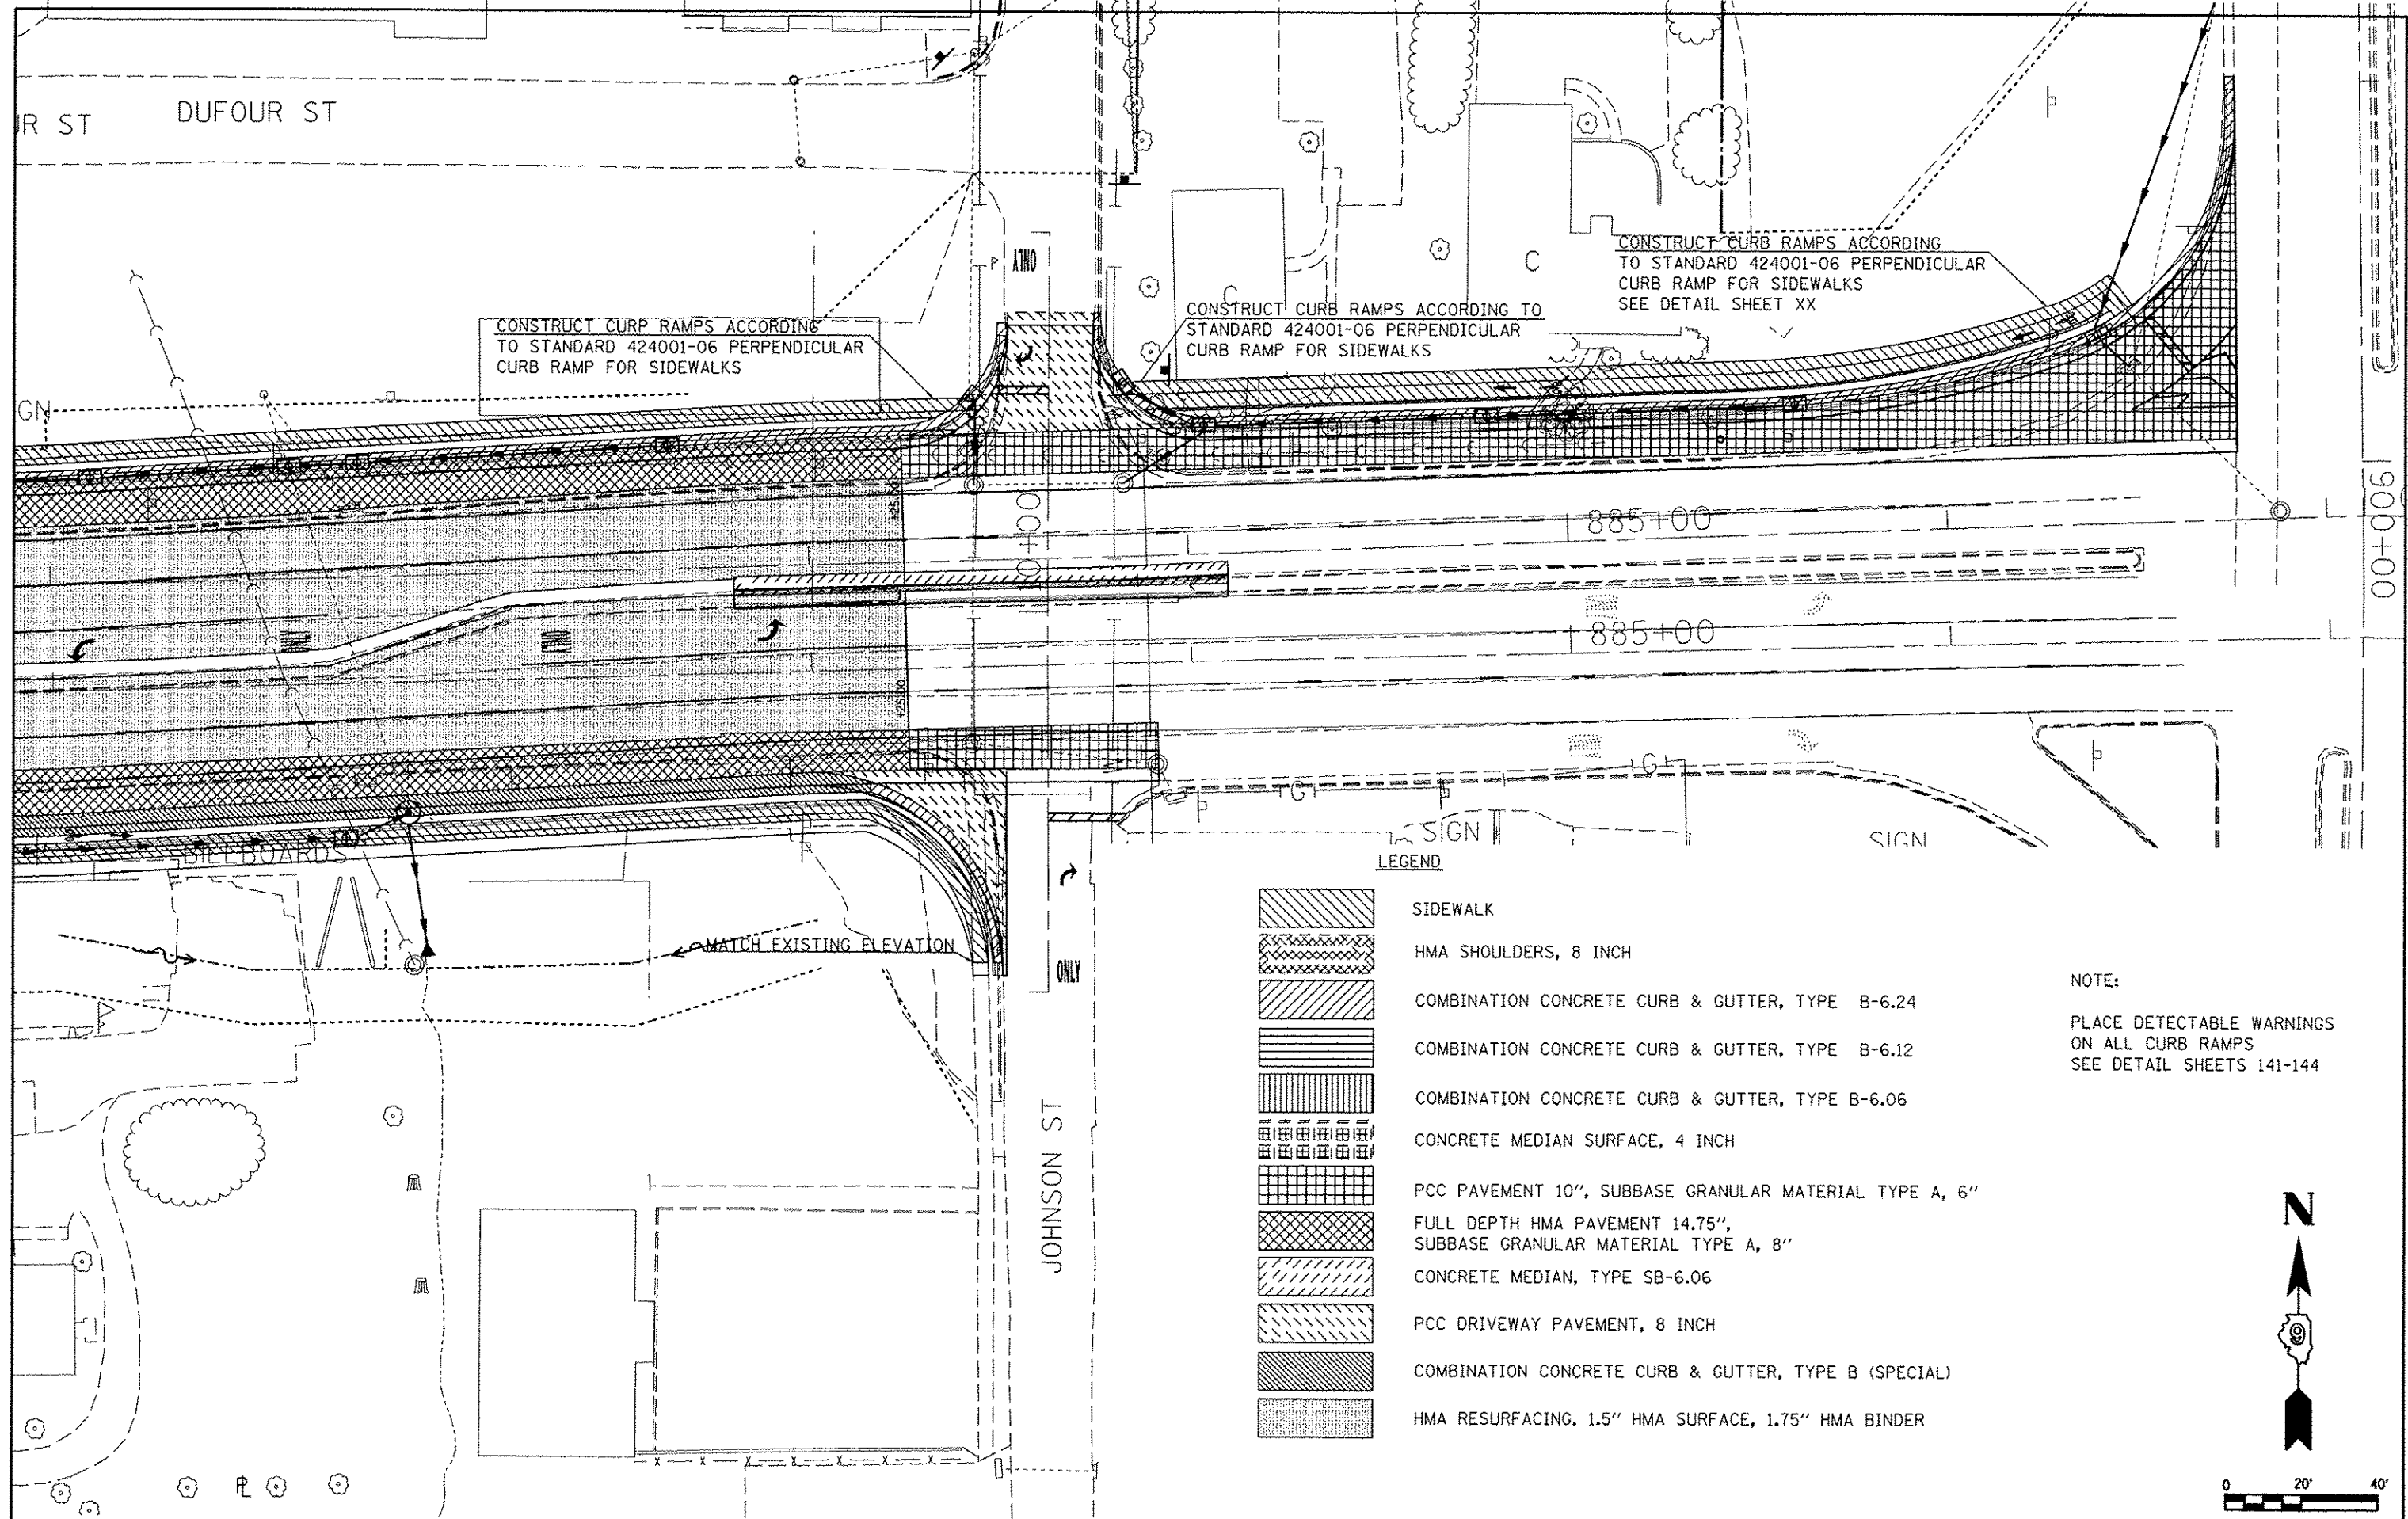 DUFOUR ST
R ST
ONLY
CONSTRUCT CURP RAMPS ACCORDING
TO STANDARD 424001-06 PERPENDICULAR
CURB RAMP FOR SIDEWALKS
CONSTRUCT CURB RAMPS ACCORDING TO
STANDARD 424001-06 PERPENDICULAR
CURB RAMP FOR SIDEWALKS
CONSTRUCT CURB RAMPS ACCORDING
TO STANDARD 424001-06 PERPENDICULAR
CURB RAMP FOR SIDEWALKS
SEE DETAIL SHEET XX
C
C
P
GN
885+00
885+00
900+00
G
G
SIGN
SIGN
BILLBOARDS
MATCH EXISTING ELEVATION
ONLY
JOHNSON ST
LEGEND
SIDEWALK
HMA SHOULDERS, 8 INCH
COMBINATION CONCRETE CURB & GUTTER, TYPE B-6.24
COMBINATION CONCRETE CURB & GUTTER, TYPE B-6.12
COMBINATION CONCRETE CURB & GUTTER, TYPE B-6.06
CONCRETE MEDIAN SURFACE, 4 INCH
PCC PAVEMENT 10", SUBBASE GRANULAR MATERIAL TYPE A, 6"
FULL DEPTH HMA PAVEMENT 14.75",
SUBBASE GRANULAR MATERIAL TYPE A, 8"
CONCRETE MEDIAN, TYPE SB-6.06
PCC DRIVEWAY PAVEMENT, 8 INCH
COMBINATION CONCRETE CURB & GUTTER, TYPE B (SPECIAL)
HMA RESURFACING, 1.5" HMA SURFACE, 1.75" HMA BINDER
NOTE:
PLACE DETECTABLE WARNINGS
ON ALL CURB RAMPS
SEE DETAIL SHEETS 141-144
N
9
0 20' 40'